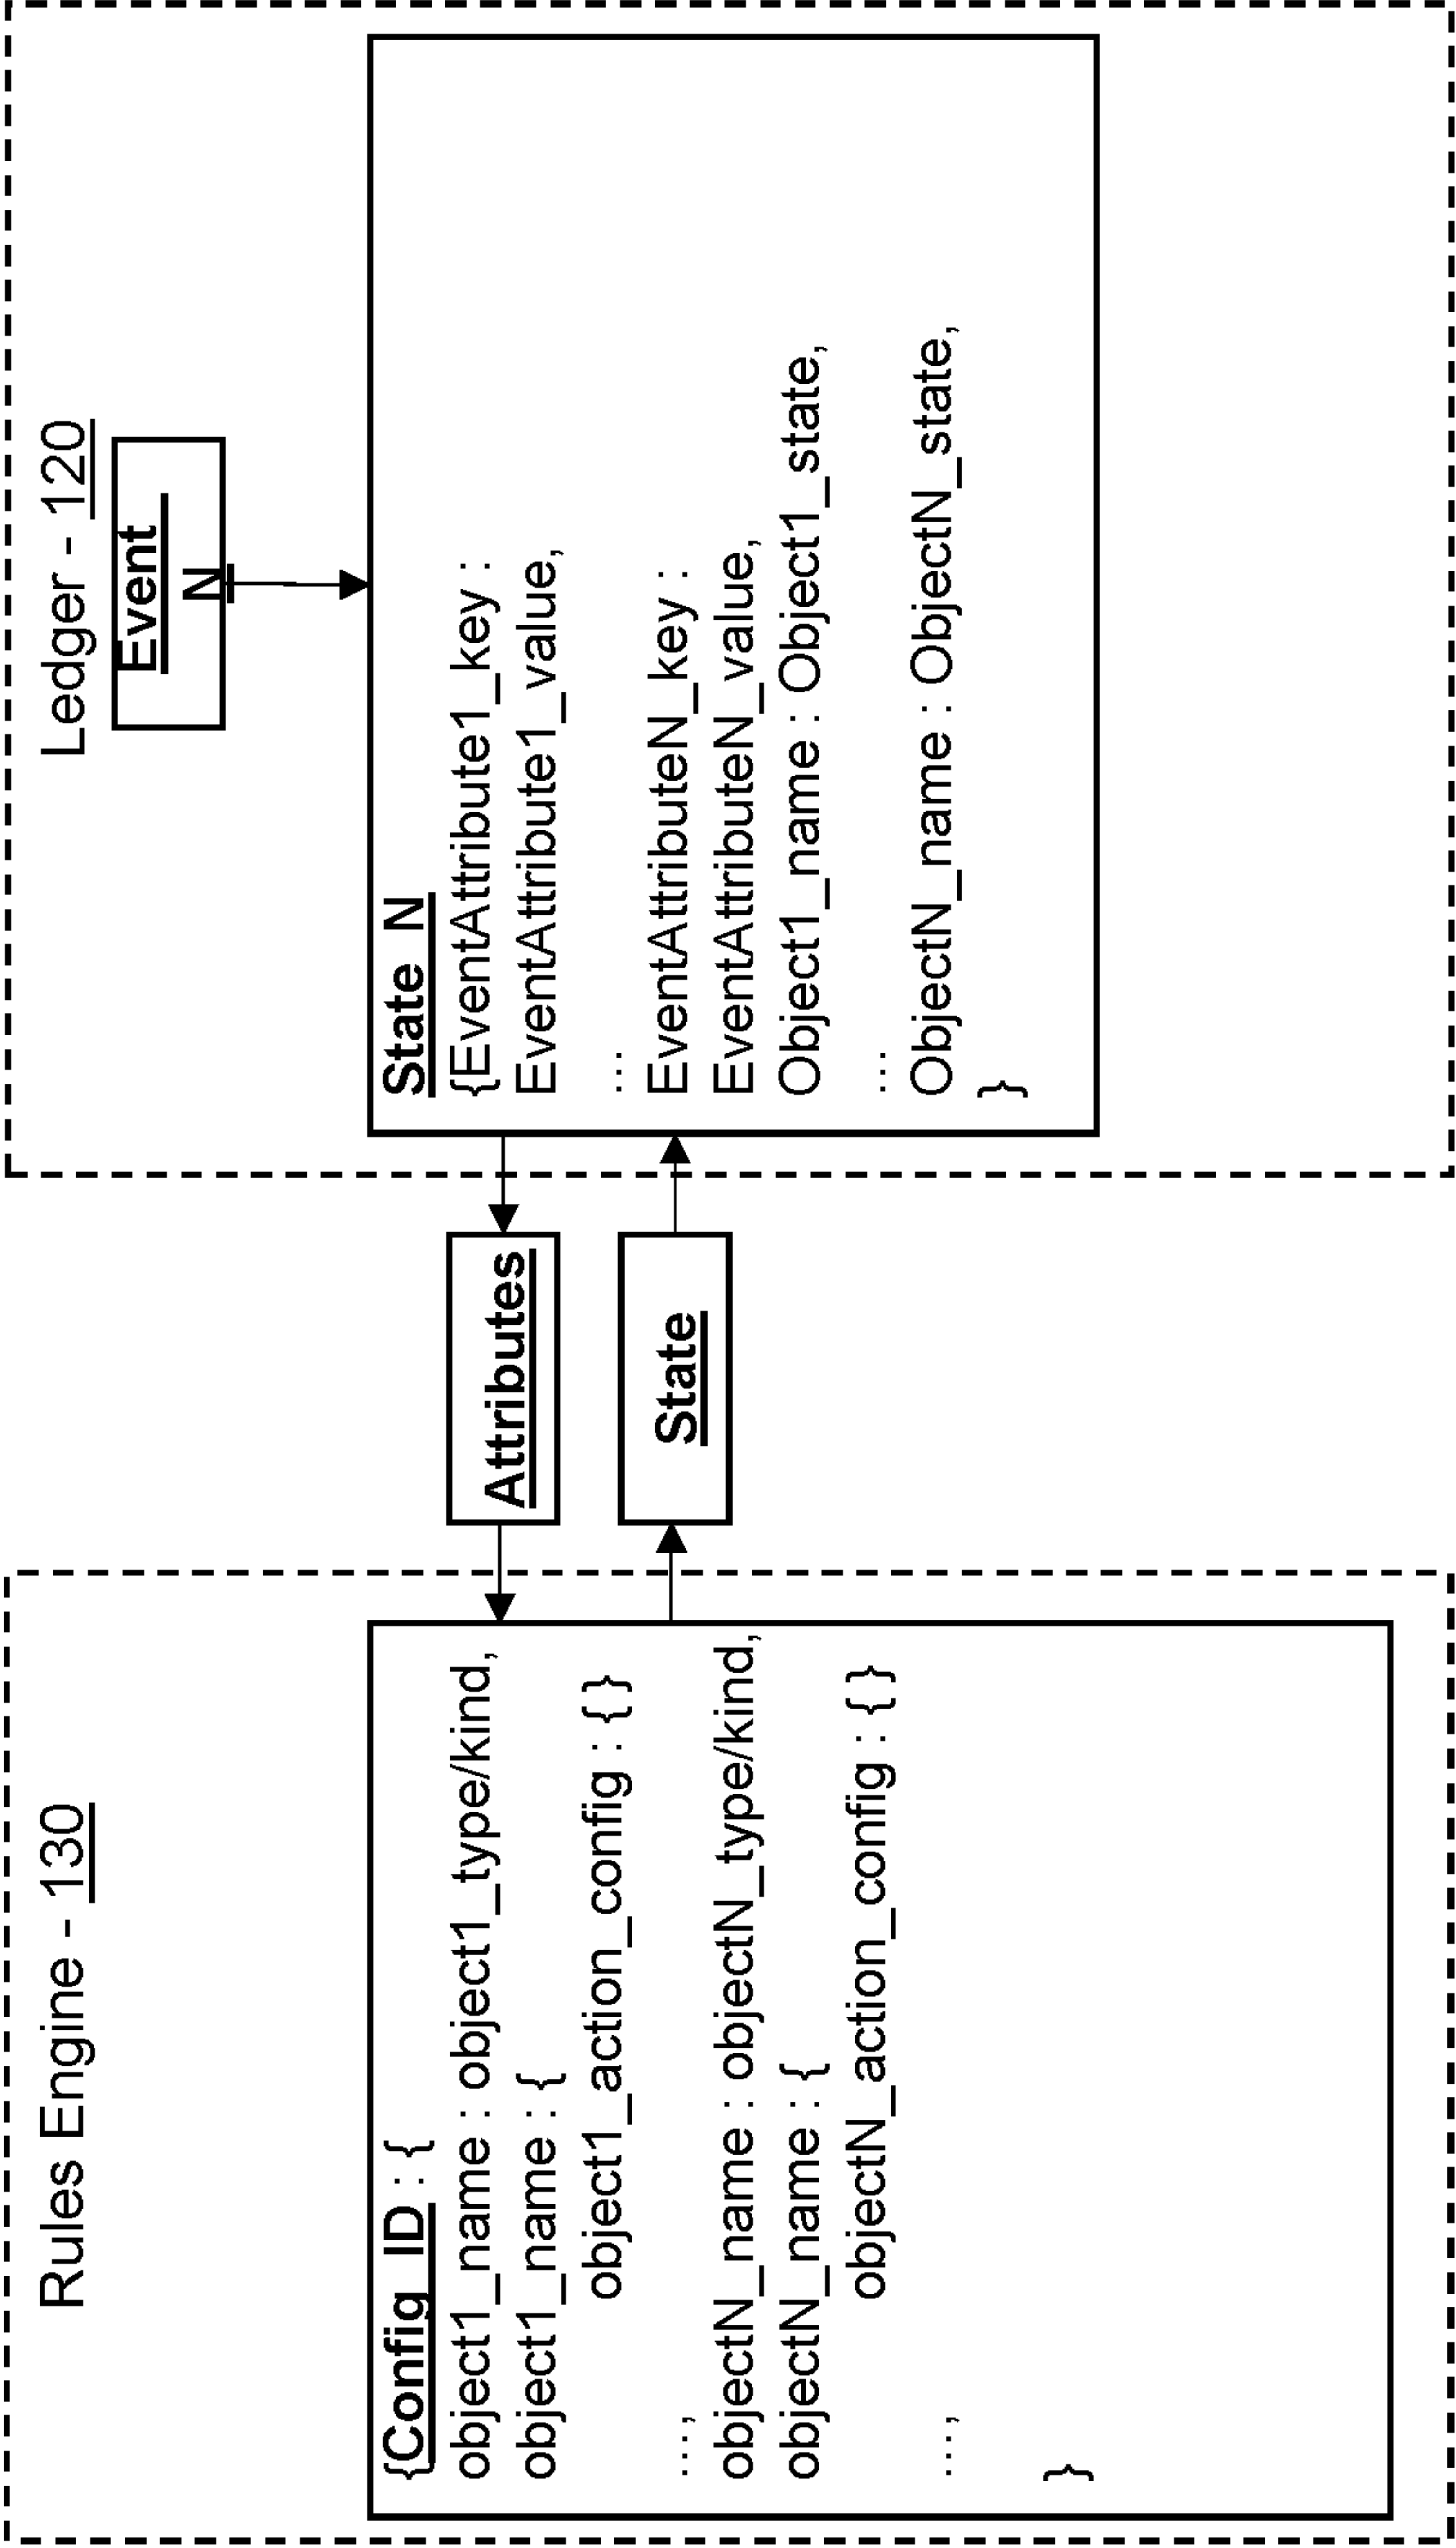 Rules Engine - 130
{Config_ID : {
object1_name : object1_type/kind,
object1_name : {
object1_action_config : { }
...,
objectN_name : objectN_type/kind,
objectN_name : {
objectN_action_config : { }
...,
}
Attributes
State
Ledger - 120
Event_
N
State_N
{EventAttribute1_key :
EventAttribute1_value,
...
EventAttributeN_key :
EventAttributeN_value,
Object1_name : Object1_state,
...
ObjectN_name : ObjectN_state,
}